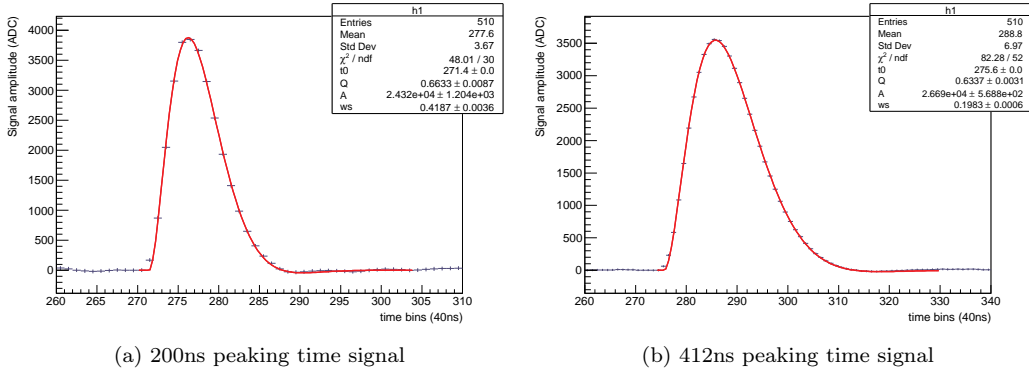 h1
Entries 510
Mean 277.6
Std Dev 3.67
χ² / ndf 48.01 / 30
t0 271.4 ± 0.0
Q 0.6633 ± 0.0087
A 2.432e+04 ± 1.204e+03
ws 0.4187 ± 0.0036
Signal amplitude (ADC)
4000
3500
3000
2500
2000
1500
1000
500
0
260 265 270 275 280 285 290 295 300 305 310
time bins (40ns)
(a) 200ns peaking time signal
h1
Entries 510
Mean 288.8
Std Dev 6.97
χ² / ndf 82.28 / 52
t0 275.6 ± 0.0
Q 0.6337 ± 0.0031
A 2.669e+04 ± 5.688e+02
ws 0.1983 ± 0.0006
Signal amplitude (ADC)
3500
3000
2500
2000
1500
1000
500
0
260 270 280 290 300 310 320 330 340
time bins (40ns)
(b) 412ns peaking time signal